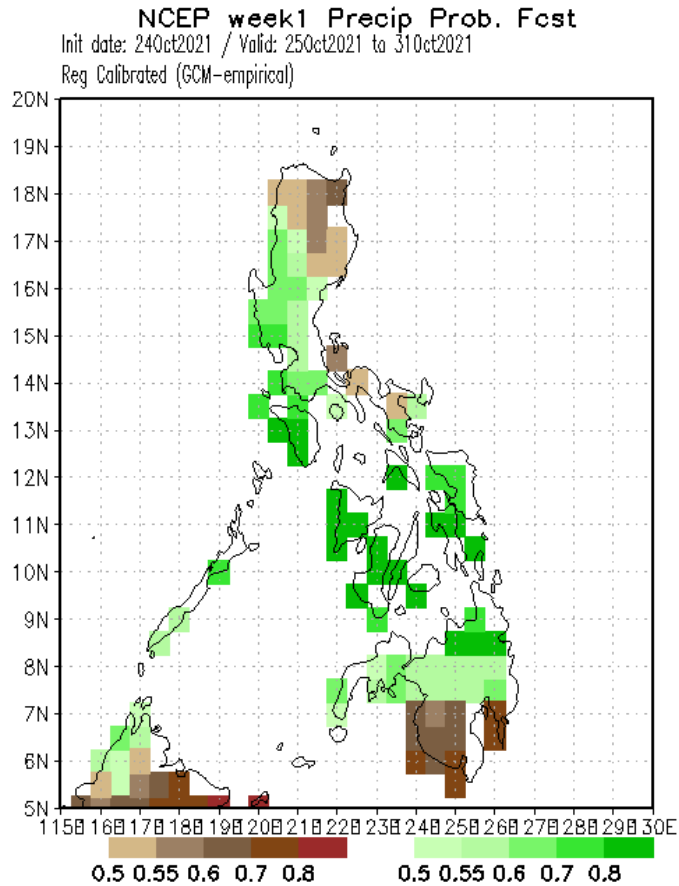 NCEP week1 Precip Prob. Fcst
Init date: 24Oct2021 / Valid: 25Oct2021 to 31Oct2021
Reg Calibrated (GCM-empirical)
20N
19N
18N
17N
16N
15N
14N
13N
12N
11N
10N
9N
8N
7N
6N
5N
0.5 0.55 0.6 0.7 0.8 0.5 0.55 0.6 0.7 0.8